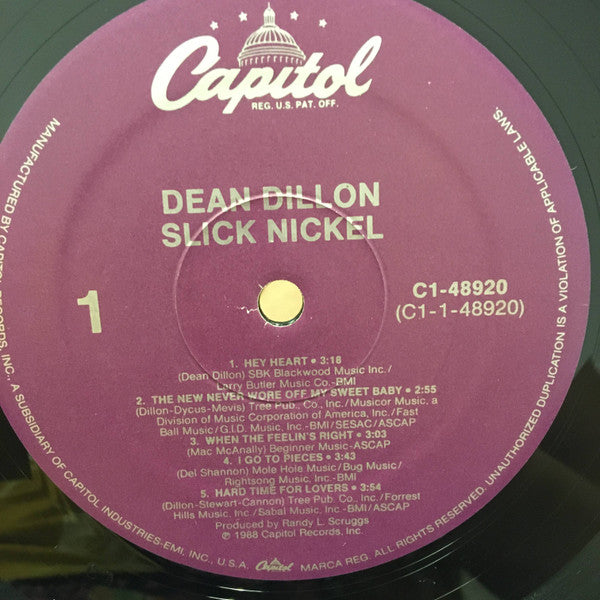 Capitol
REG. U.S. PAT. OFF.
DEAN DILLON
SLICK NICKEL
1
C1-48920
(C1-1-48920)
1. HEY HEART • 3:18
(Dean Dillon) SBK Blackwood Music Inc./
Larry Butler Music Co.-BMI
2. THE NEW NEVER WORE OFF MY SWEET BABY • 2:55
(Dillon-Dycus-Mevis) Tree Pub. Co., Inc./Musicor Music, a
Division of Music Corporation of America, Inc./Fast
Ball Music/G.I.D. Music Inc.-BMI/SESAC/ASCAP
3. WHEN THE FEELIN'S RIGHT • 3:03
(Mac McAnally) Beginner Music-ASCAP
4. I GO TO PIECES • 3:43
(Del Shannon) Mole Hole Music/Bug Music/
Rightsong Music Inc.-BMI
5. HARD TIME FOR LOVERS • 3:54
(Dillon-Stewart-Cannon) Tree Pub. Co., Inc./Forrest
Hills Music, Inc./Sabal Music, Inc.-BMI/ASCAP
Produced by Randy L. Scruggs
℗ 1988 Capitol Records, Inc.
MANUFACTURED BY CAPITOL RECORDS, INC., A SUBSIDIARY OF CAPITOL INDUSTRIES-EMI, INC., U.S.A. Capitol MARCA REG. ALL RIGHTS RESERVED. UNAUTHORIZED DUPLICATION IS A VIOLATION OF APPLICABLE LAWS.